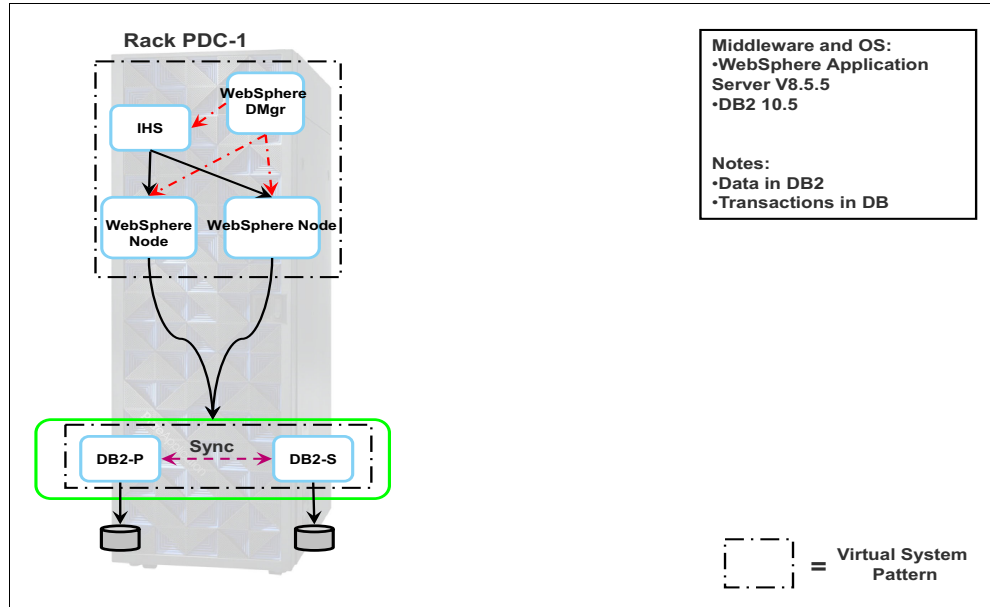 Rack PDC-1
WebSphere
DMgr
IHS
WebSphere
Node
WebSphere Node
Sync
DB2-P
DB2-S
Middleware and OS:
•WebSphere Application
Server V8.5.5
•DB2 10.5
Notes:
•Data in DB2
•Transactions in DB
= Virtual System
Pattern